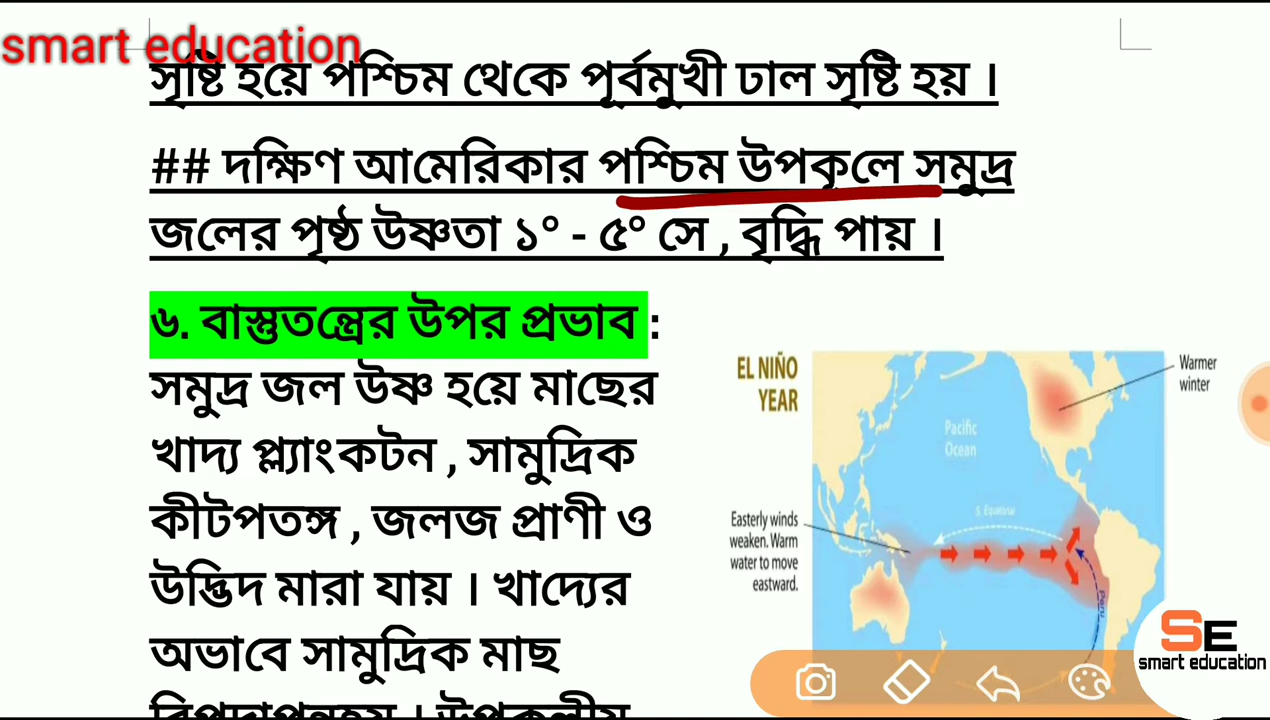 smart education
সৃষ্টি হয়ে পশ্চিম থেকে পূর্বমুখী ঢাল সৃষ্টি হয় ।
## দক্ষিণ আমেরিকার পশ্চিম উপকূলে সমুদ্র
জলের পৃষ্ঠ উষ্ণতা ১° - ৫° সে , বৃদ্ধি পায় ।
৬. বাস্তুতন্ত্রের উপর প্রভাব :
সমুদ্র জল উষ্ণ হয়ে মাছের
খাদ্য প্ল্যাংকটন , সামুদ্রিক
কীটপতঙ্গ , জলজ প্রাণী ও
উদ্ভিদ মারা যায় । খাদ্যের
অভাবে সামুদ্রিক মাছ
EL NIÑO
YEAR
Warmer
winter
Pacific
Ocean
S. Equatorial
Easterly winds
weaken. Warm
water to move
eastward.
Peru
SE
smart education